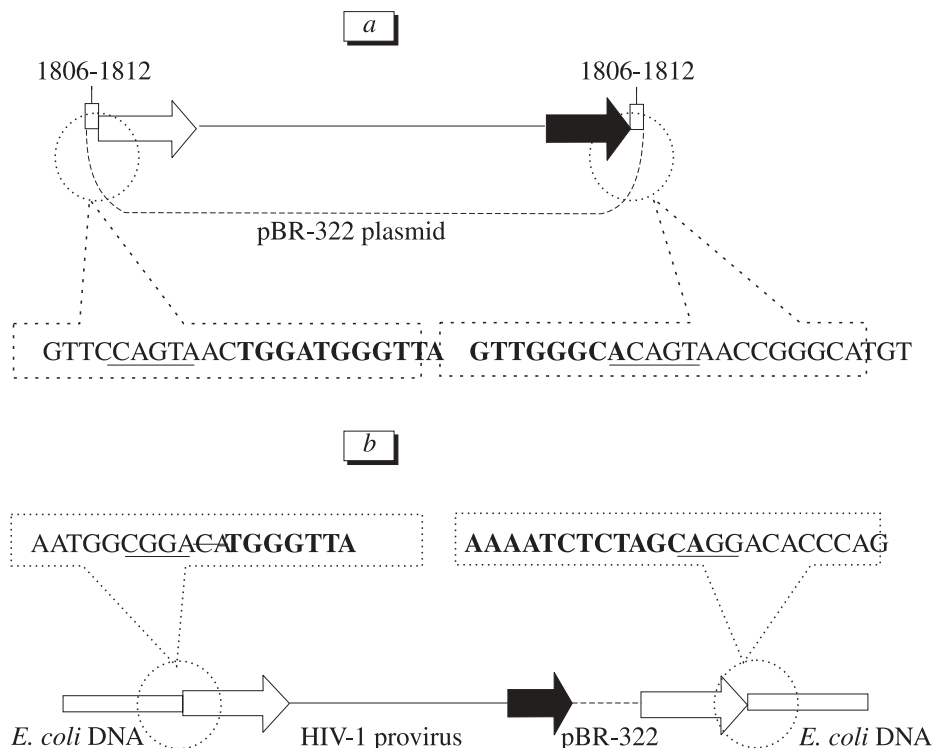 a
1806-1812 1806-1812
pBR-322 plasmid
GTTCCAGTAACTGGATGGGTTA GTTGGGCACAGTAACCGGGCATGT
b
AATGGCGGACATGGGTTA AAAATCTCTAGCAGGACACCCAG
E. coli DNA HIV-1 provirus pBR-322 E. coli DNA